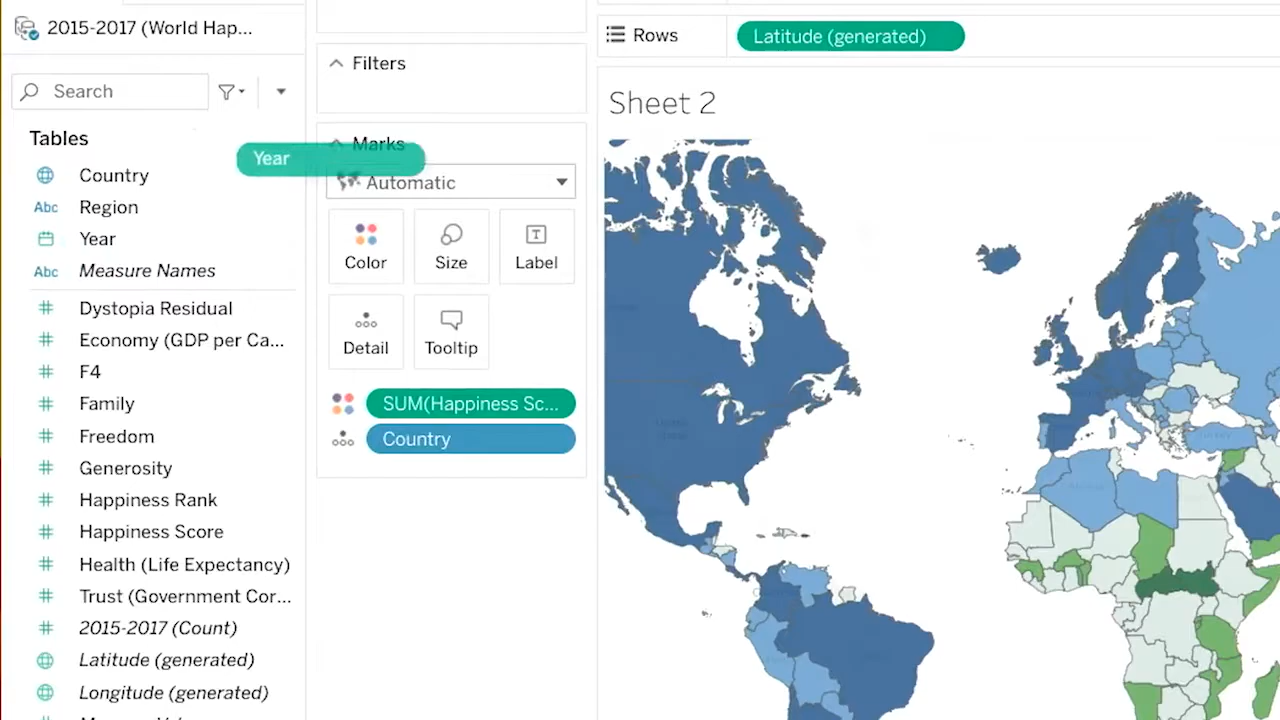 2015-2017 (World Hap...
Search
Tables
Country
Abc Region
Year
Abc Measure Names
Dystopia Residual
Economy (GDP per Ca...
F4
Family
Freedom
Generosity
Happiness Rank
Happiness Score
Health (Life Expectancy)
Trust (Government Cor...
2015-2017 (Count)
Latitude (generated)
Longitude (generated)
Year
Filters
Marks
Automatic
Color
Size
T
Label
Detail
Tooltip
SUM(Happiness Sc...
Country
Rows
Latitude (generated)
Sheet 2